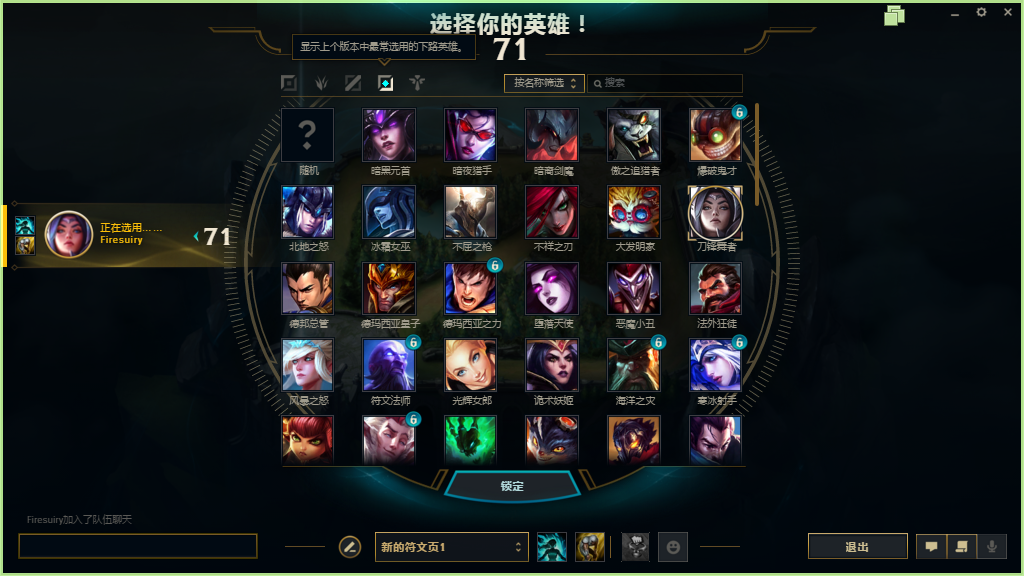 选择你的英雄！
显示上个版本中最常选用的下路英雄。
71
按名称筛选
搜索
6
随机
暗黑元首
暗夜猎手
暗裔剑魔
傲之追猎者
爆破鬼才
北地之怒
冰霜女巫
不屈之枪
不祥之刃
大发明家
刀锋舞者
正在选用......
Firesuiry
71
6
德邦总管
德玛西亚皇子
德玛西亚之力
堕落天使
恶魔小丑
法外狂徒
6
6
6
风暴之怒
符文法师
光辉女郎
诡术妖姬
海洋之灾
寒冰射手
6
锁定
Firesuiry加入了队伍聊天
新的符文页1
退出